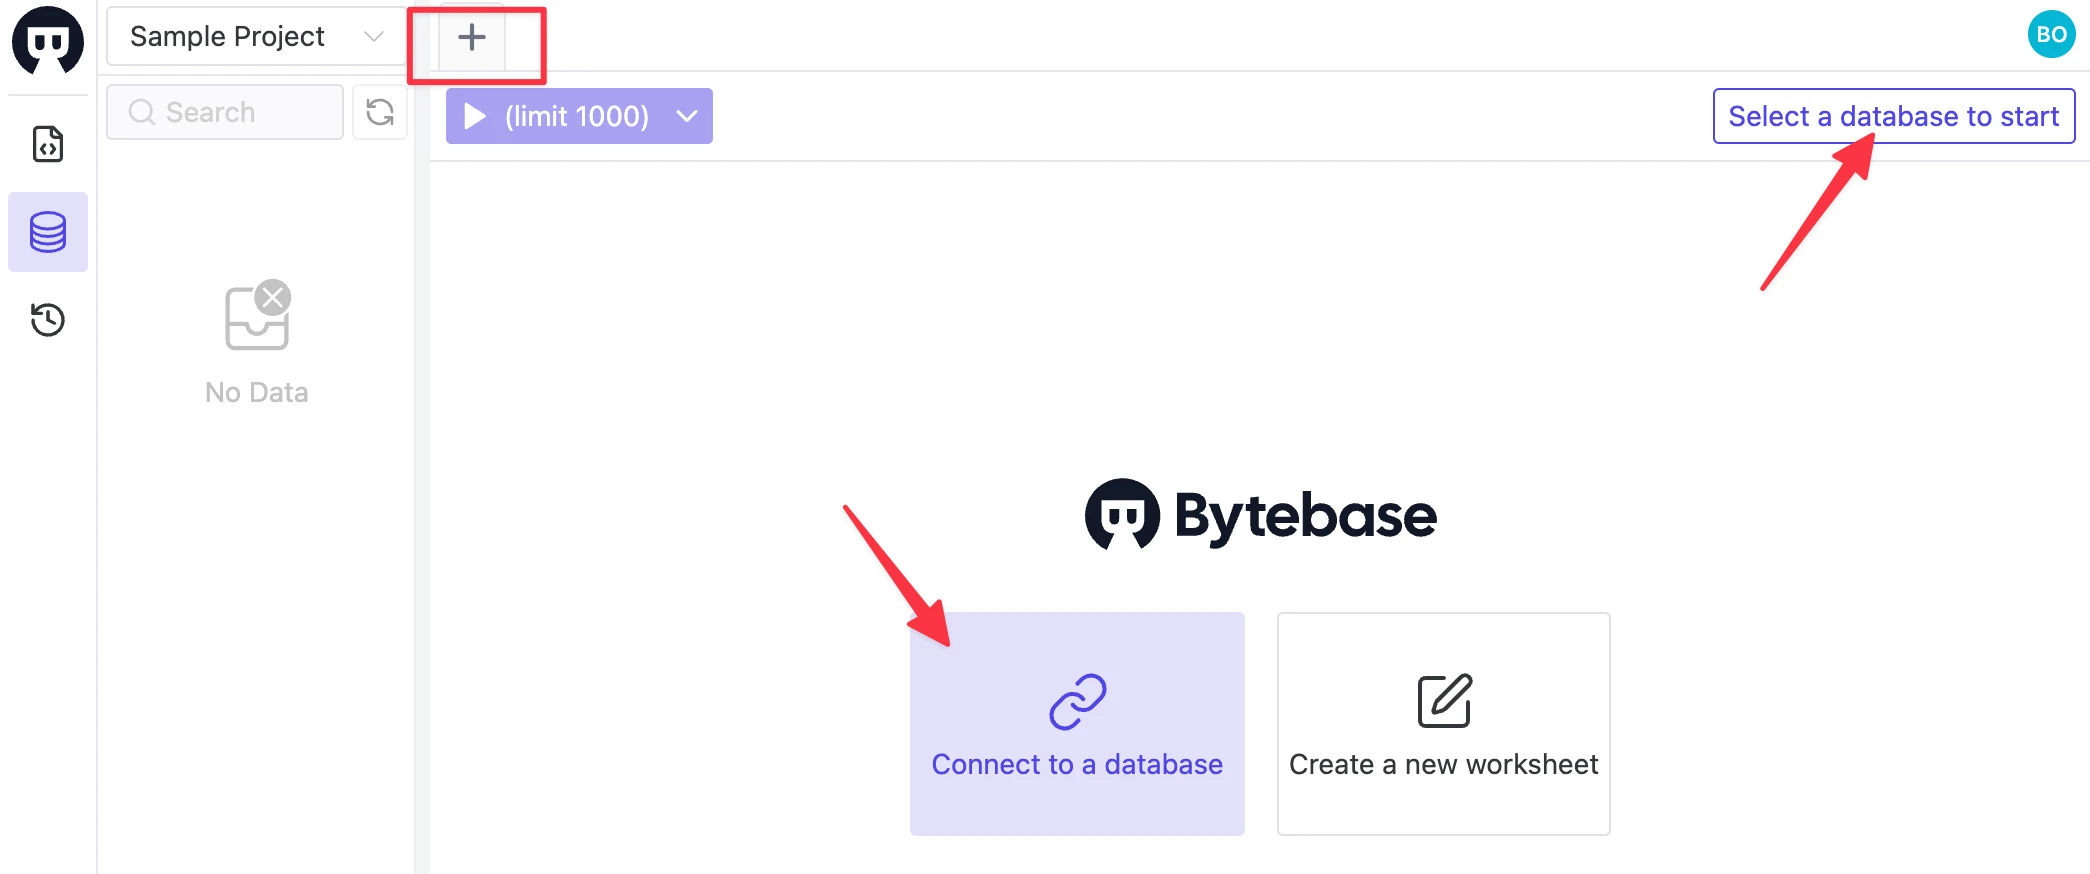 Sample Project
BO
Search
(limit 1000)
Select a database to start
No Data
Bytebase
Connect to a database
Create a new worksheet